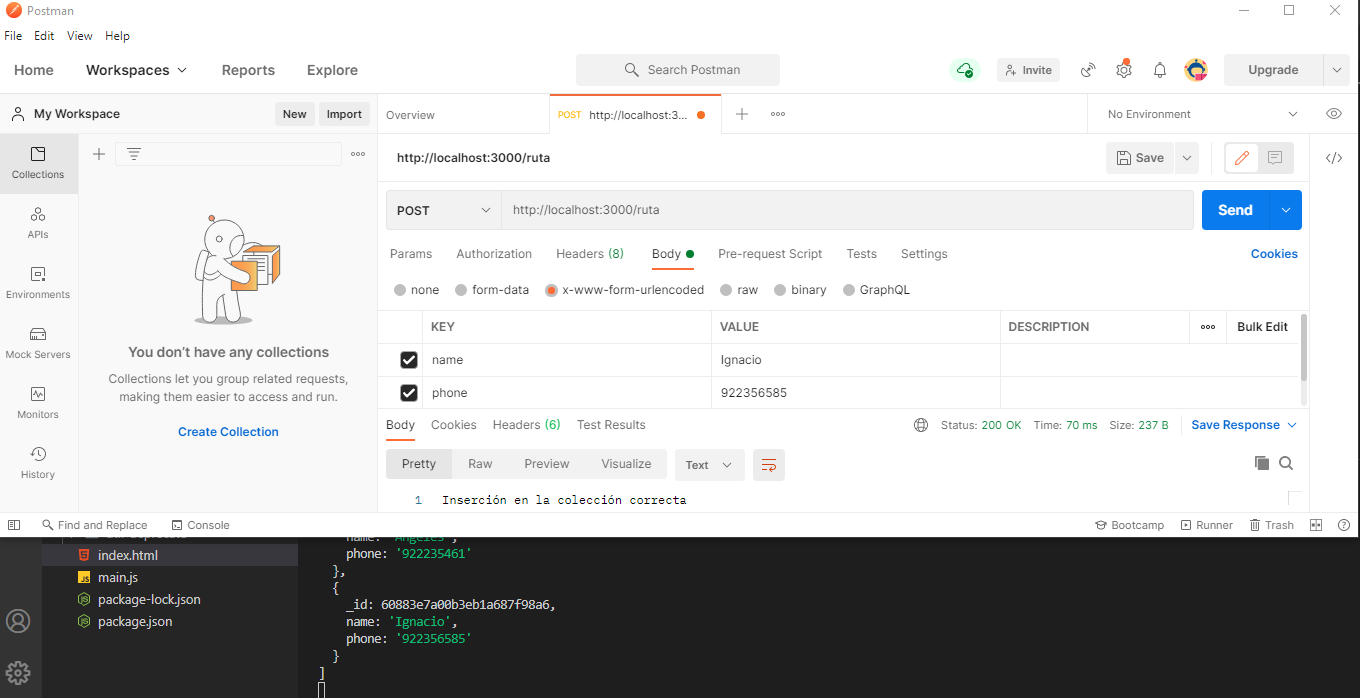 Postman
File Edit View Help
Home Workspaces Reports Explore Search Postman Invite Upgrade
My Workspace New Import Overview POST http://localhost:3... No Environment
http://localhost:3000/ruta Save
Collections
APIs
Environments
Mock Servers
Monitors
History
You don't have any collections
Collections let you group related requests,
making them easier to access and run.
Create Collection
POST http://localhost:3000/ruta Send
Params Authorization Headers (8) Body Pre-request Script Tests Settings Cookies
none form-data x-www-form-urlencoded raw binary GraphQL
KEY VALUE DESCRIPTION Bulk Edit
name Ignacio
phone 922356585
Body Cookies Headers (6) Test Results Status: 200 OK Time: 70 ms Size: 237 B Save Response
Pretty Raw Preview Visualize Text
1 Inserción en la colección correcta
Find and Replace Console Bootcamp Runner Trash
index.html
JS main.js
package-lock.json
package.json
name: 'Angeles',
phone: '922235461'
},
{
_id: 60883e7a00b3eb1a687f98a6,
name: 'Ignacio',
phone: '922356585'
}
]